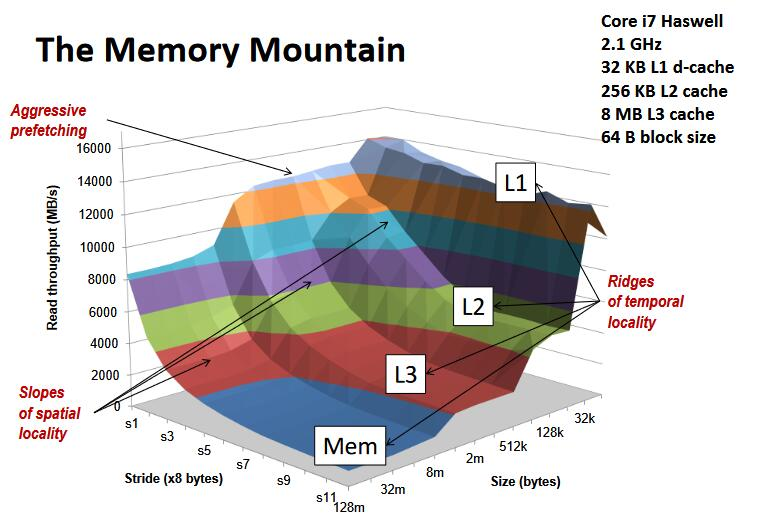 The Memory Mountain
Core i7 Haswell
2.1 GHz
32 KB L1 d-cache
256 KB L2 cache
8 MB L3 cache
64 B block size
Aggressive
prefetching
16000
14000
12000
10000
8000
6000
4000
2000
0
Read throughput (MB/s)
L1
L2
L3
Mem
Ridges
of temporal
locality
Slopes
of spatial
locality
s1
s3
s5
s7
s9
s11
Stride (x8 bytes)
128m
32m
8m
2m
512k
128k
32k
Size (bytes)